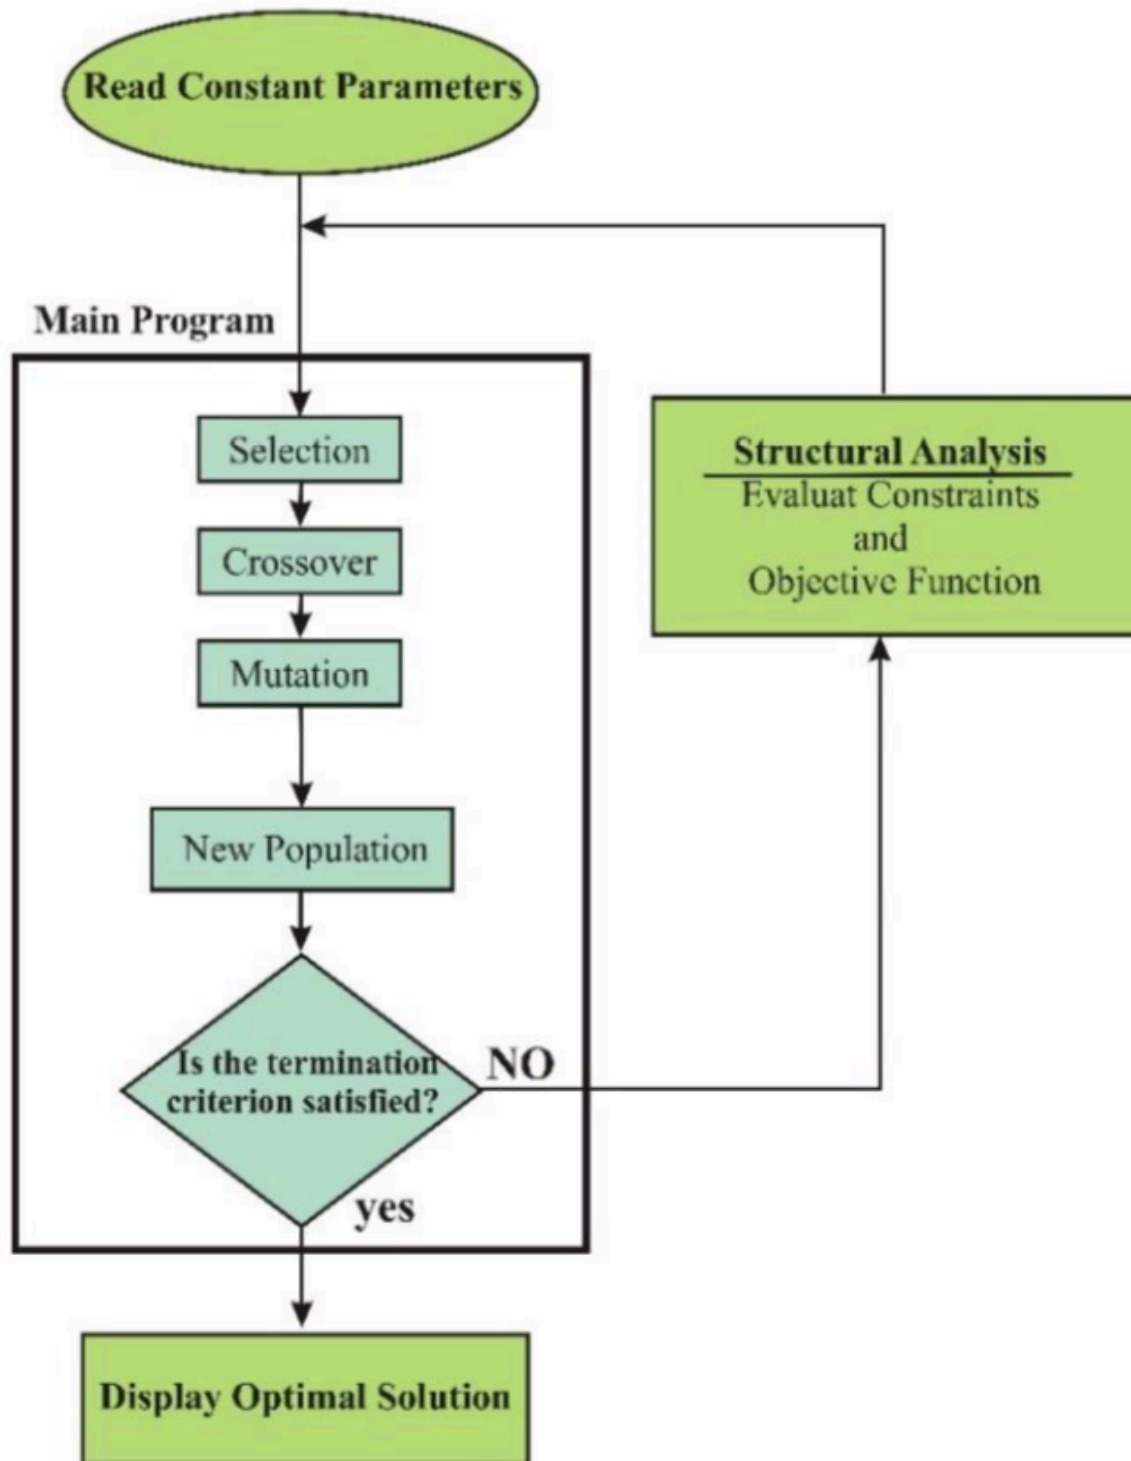 Read Constant Parameters
Main Program
Selection
Crossover
Mutation
New Population
Is the termination
criterion satisfied?
NO
yes
Display Optimal Solution
Structural Analysis
Evaluat Constraints
and
Objective Function